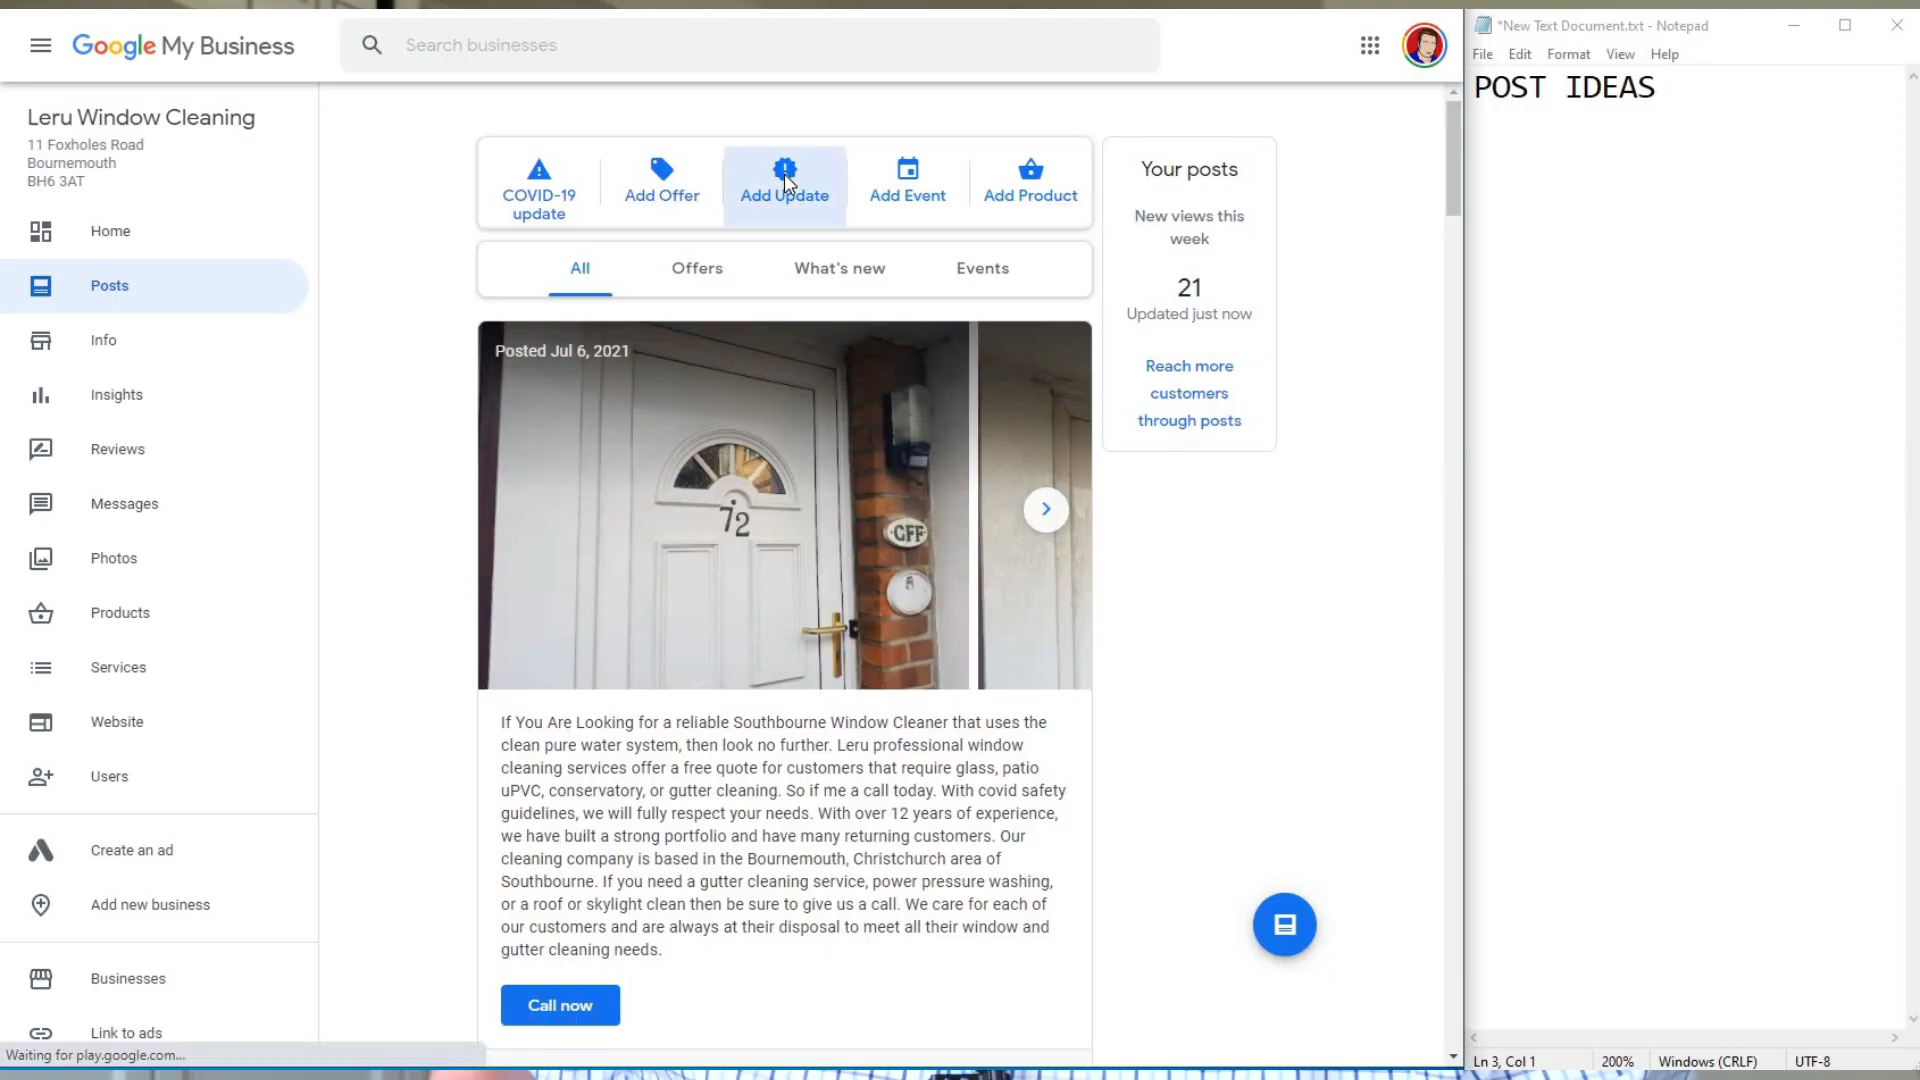 Google My Business
Search businesses
Leru Window Cleaning
11 Foxholes Road
Bournemouth
BH6 3AT
Home
Posts
Info
Insights
Reviews
Messages
Photos
Products
Services
Website
Users
Create an ad
Add new business
Businesses
Link to ads
Waiting for play.google.com...
COVID-19
update
Add Offer
Add Update
Add Event
Add Product
All
Offers
What's new
Events
Posted Jul 6, 2021
72
GFF
If You Are Looking for a reliable Southbourne Window Cleaner that uses the
clean pure water system, then look no further. Leru professional window
cleaning services offer a free quote for customers that require glass, patio
uPVC, conservatory, or gutter cleaning. So if me a call today. With covid safety
guidelines, we will fully respect your needs. With over 12 years of experience,
we have built a strong portfolio and have many returning customers. Our
cleaning company is based in the Bournemouth, Christchurch area of
Southbourne. If you need a gutter cleaning service, power pressure washing,
or a roof or skylight clean then be sure to give us a call. We care for each of
our customers and are always at their disposal to meet all their window and
gutter cleaning needs.
Call now
Your posts
New views this
week
21
Updated just now
Reach more
customers
through posts
*New Text Document.txt - Notepad
File Edit Format View Help
POST IDEAS
Ln 3, Col 1
200%
Windows (CRLF)
UTF-8